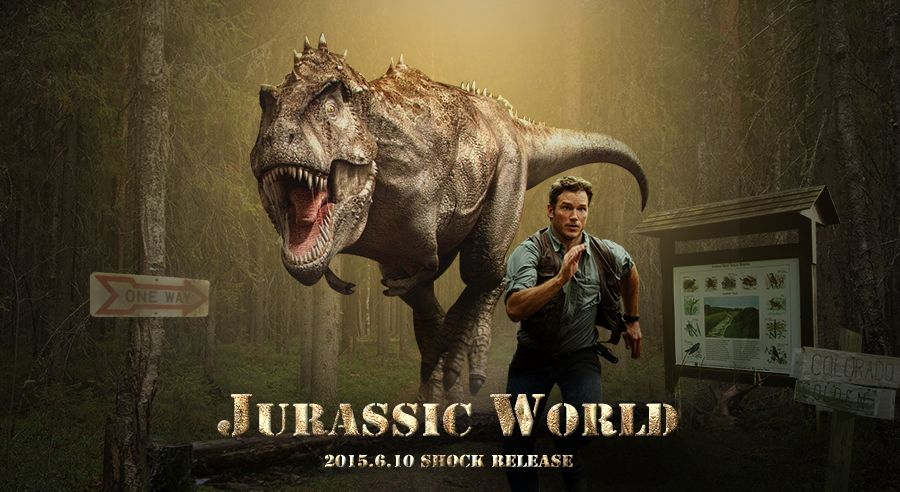 ONE WAY
COLORADO
JURASSIC WORLD
2015.6.10 SHOCK RELEASE